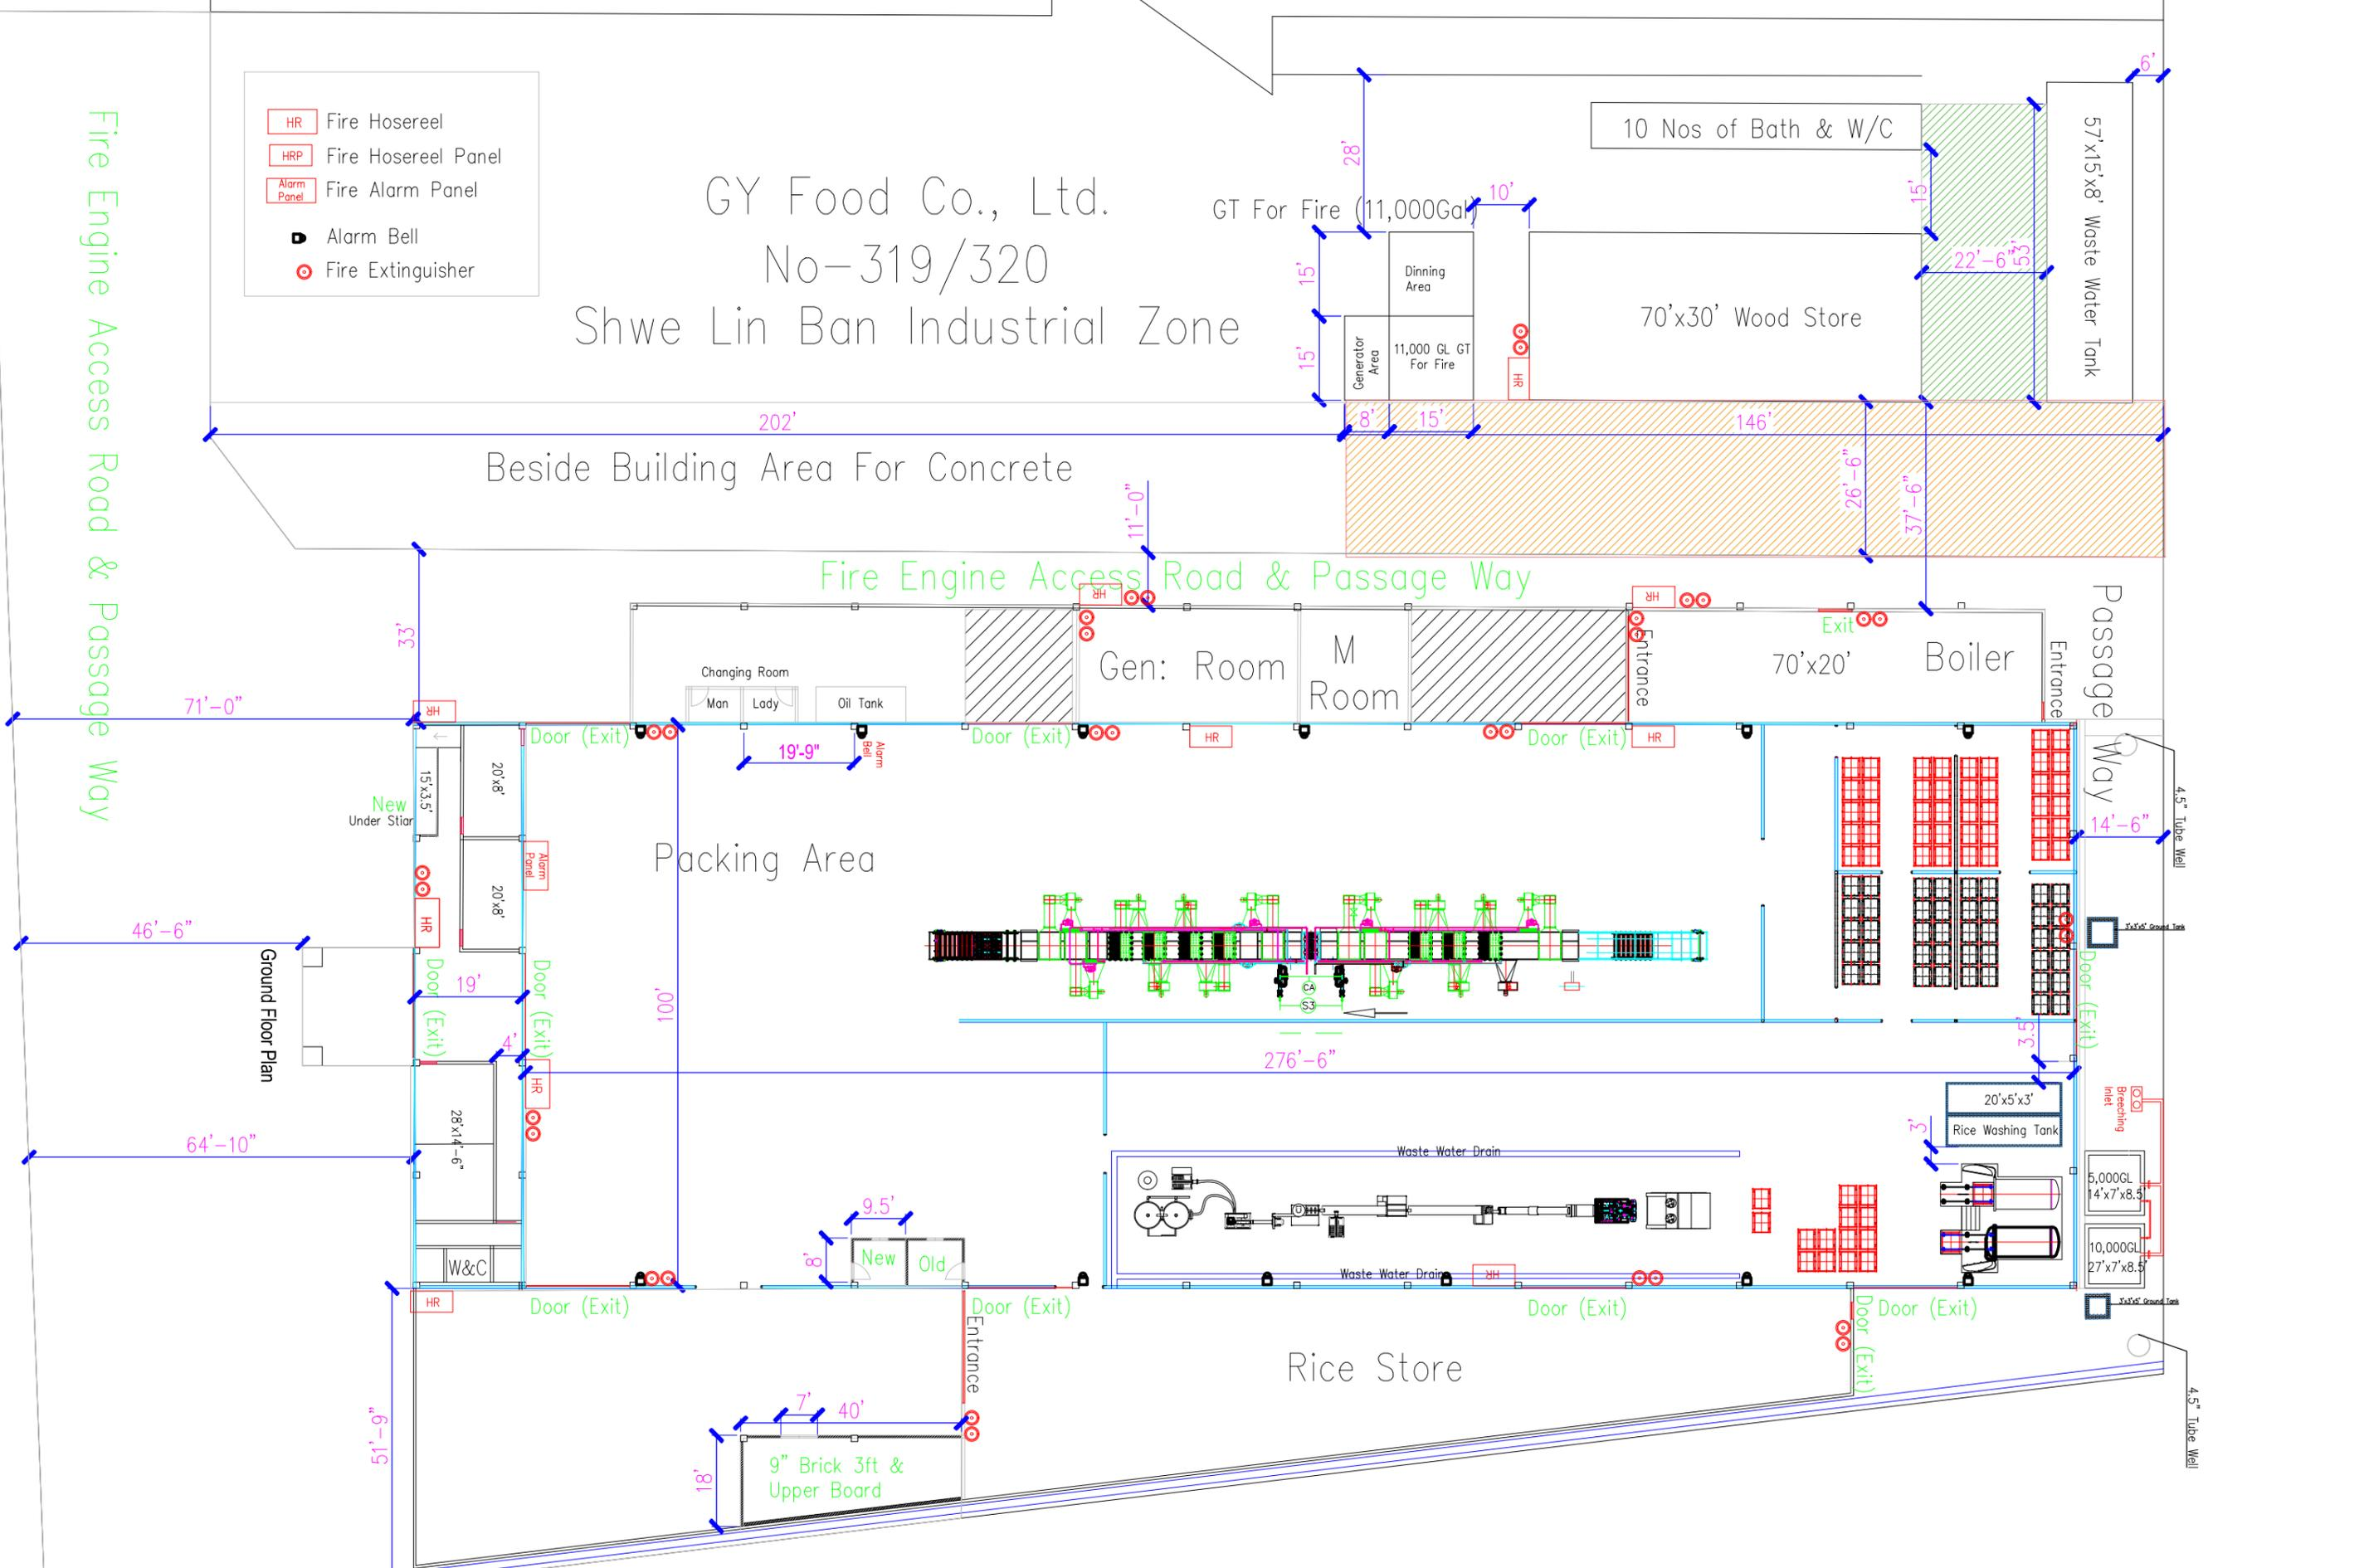 HR
Fire Hosereel
HRP
Fire Hosereel Panel
Alarm
Panel
Fire Alarm Panel
Alarm Bell
Fire Extinguisher
Fire Engine Access Road & Passage Way
GY Food Co., Ltd.
No-319/320
Shwe Lin Ban Industrial Zone
GT For Fire (11,000Gal)
28'
10'
15'
15'
Dinning
Area
Generator
Area
11,000 GL GT
For Fire
HR
10 Nos of Bath & W/C
15'
70'x30' Wood Store
22'-6"
53'
57'x15'x8' Waste Water Tank
6'
202'
8'
15'
146'
Beside Building Area For Concrete
11'-0"
26'-6"
37'-6"
Fire Engine Access Road & Passage Way
33'
71'-0"
HR
HR
HR
Changing Room
Man
Lady
Oil Tank
Gen: Room
M
Room
Entrance
Exit
70'x20'
Boiler
Entrance
Passage Way
Door (Exit)
Door (Exit)
HR
Door (Exit)
HR
19'-9"
Alarm
Bell
New
Under Stiar
15'x3.5'
20'x8'
20'x8'
Alarm
Panel
HR
Packing Area
100'
14'-6"
4.5" Tube Well
3'x3'x5' Ground Tank
46'-6"
Ground Floor Plan
Door (Exit)
19'
Door (Exit)
4'
HR
CA
S3
276'-6"
3.5'
Door (Exit)
64'-10"
28'x14'-6"
W&C
20'x5'x3'
Rice Washing Tank
3'
Breeching
Inlet
5,000GL
14'x7'x8.5'
10,000GL
27'x7'x8.5'
Waste Water Drain
9.5'
8'
New
Old
Waste Water Drain
HR
3'x3'x5' Ground Tank
HR
Door (Exit)
Door (Exit)
Door (Exit)
Door (Exit)
Door (Exit)
Entrance
Rice Store
4.5" Tube Well
51'-9"
7'
40'
18'
9" Brick 3ft &
Upper Board